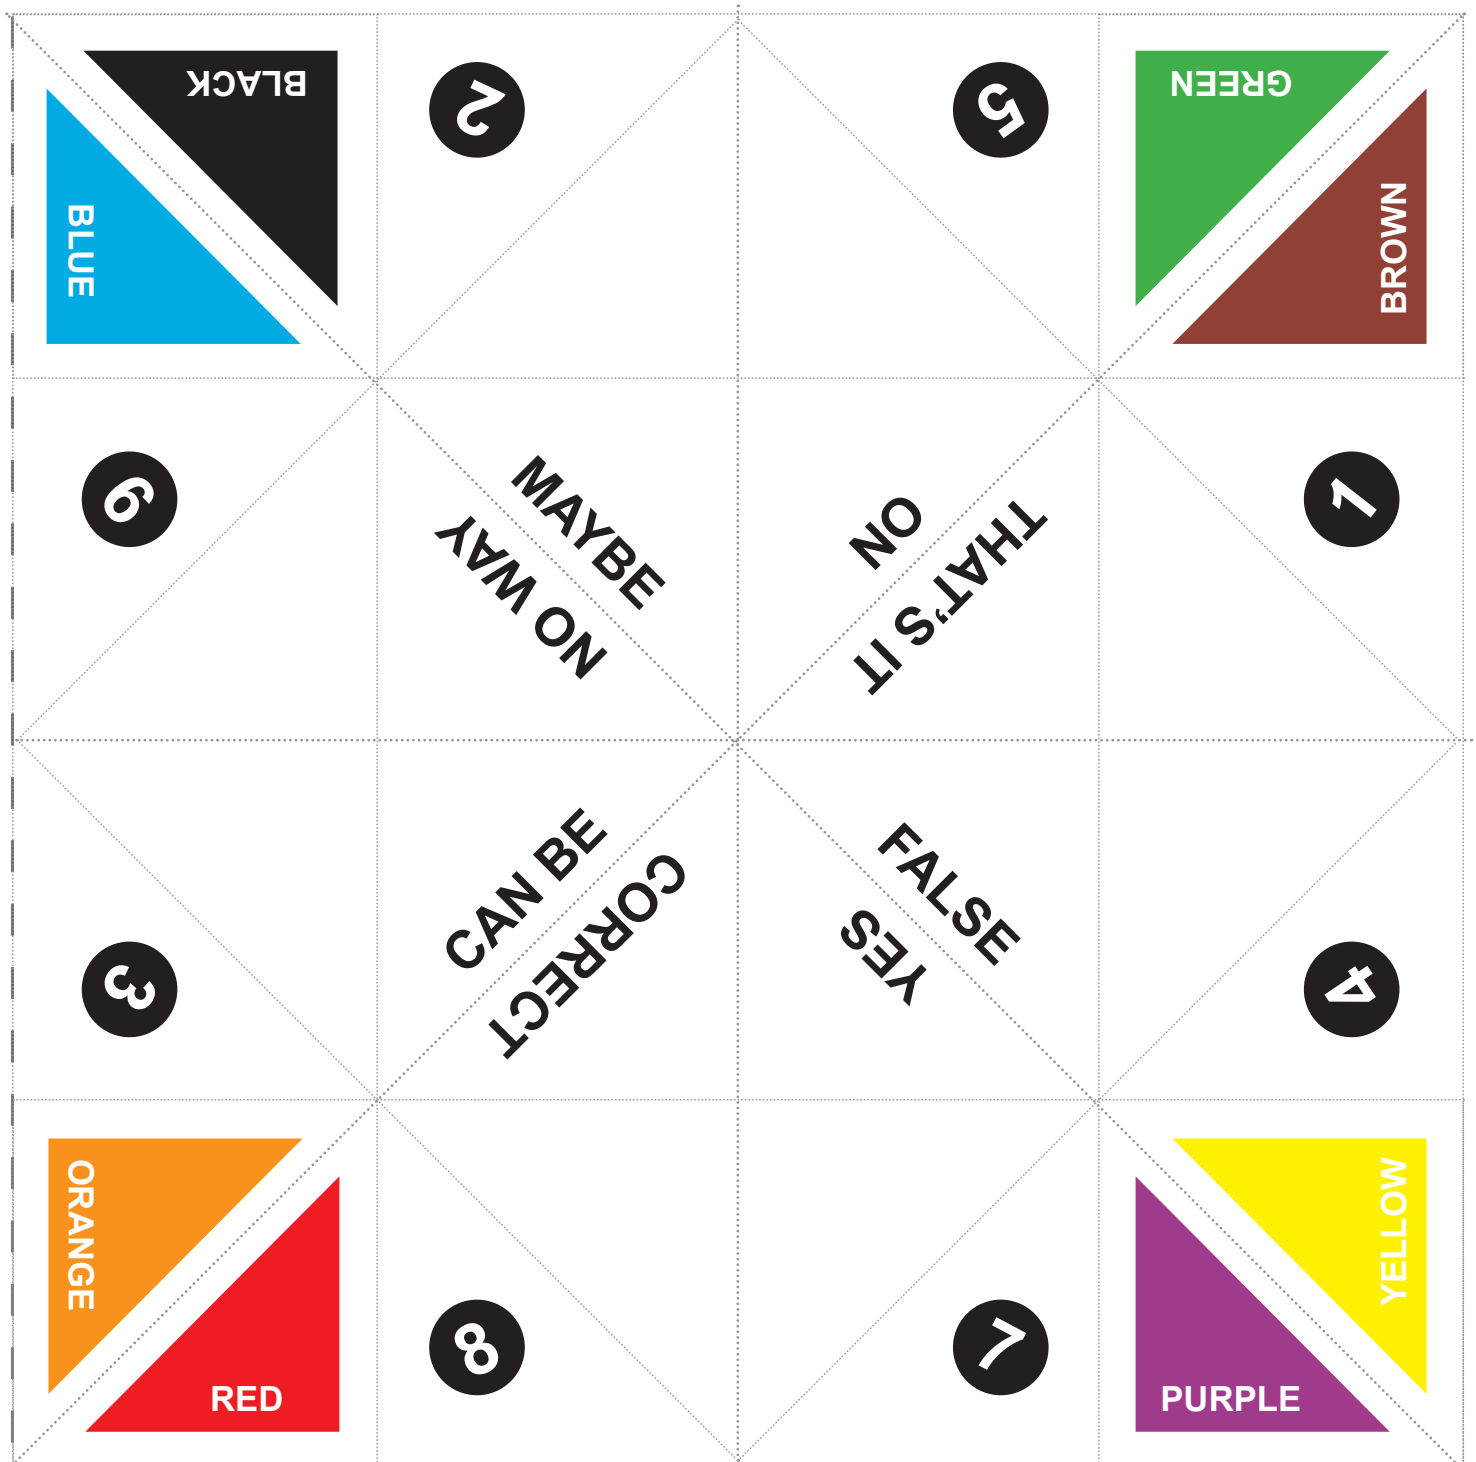 BLACK
2
5
GREEN
BLUE
BROWN
6
MAYBE
NO WAY
NO
THAT'S IT
1
3
CAN BE
CORRECT
FALSE
YES
4
ORANGE
RED
8
7
PURPLE
YELLOW